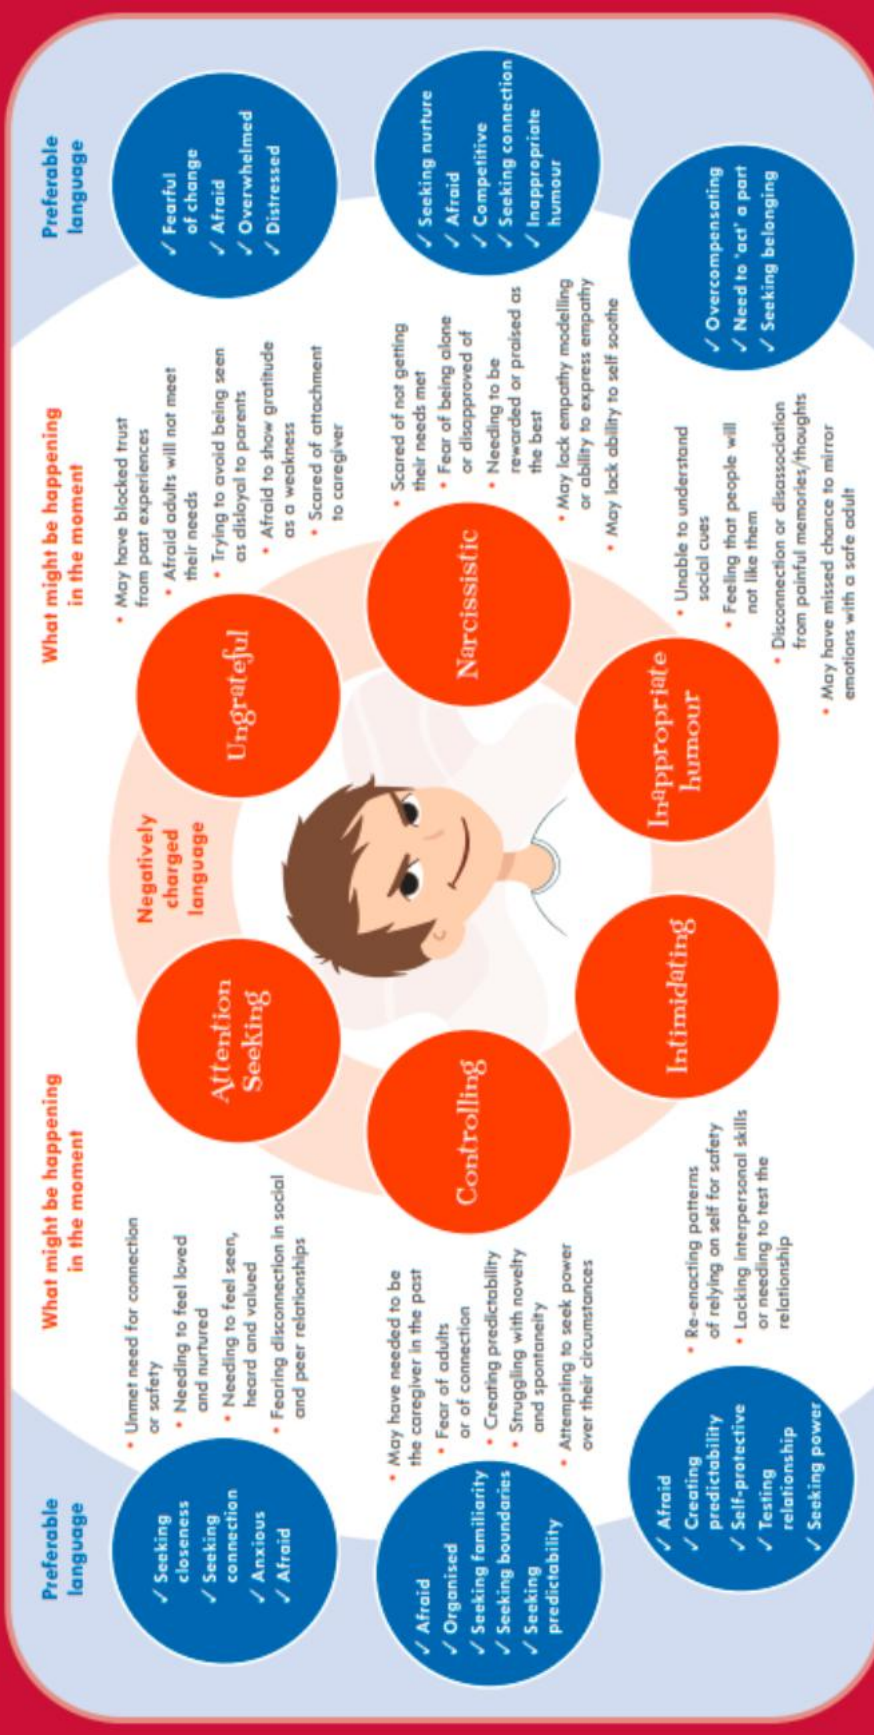 Preferable
language
What might be happening
in the moment
What might be happening
in the moment
Preferable
language
Negatively
charged
language
✓ Seeking
closeness
✓ Seeking
connection
✓ Anxious
✓ Afraid
• Unmet need for connection
or safety
• Needing to feel loved
and nurtured
• Needing to feel seen,
heard and valued
• Fearing disconnection in social
and peer relationships
Attention
Seeking
Ungrateful
• May have blocked trust
from past experiences
• Afraid adults will not meet
their needs
• Trying to avoid being seen
as disloyal to parents
• Afraid to show gratitude
as a weakness
• Scared of attachment
to caregiver
✓ Fearful
of change
✓ Afraid
✓ Overwhelmed
✓ Distressed
✓ Afraid
✓ Organised
✓ Seeking familiarity
✓ Seeking boundaries
✓ Seeking
predictability
• May have needed to be
the caregiver in the past
• Fear of adults
or of connection
• Creating predictability
• Struggling with novelty
and spontaneity
• Attempting to seek power
over their circumstances
Controlling
Narcissistic
• Scared of not getting
their needs met
• Fear of being alone
or disapproved of
• Needing to be
rewarded or praised as
the best
• May lack empathy modelling
or ability to express empathy
• May lack ability to self soothe
✓ Seeking nurture
✓ Afraid
✓ Competitive
✓ Seeking connection
✓ Inappropriate
humour
✓ Afraid
✓ Creating
predictability
✓ Self-protective
✓ Testing
relationship
✓ Seeking power
• Re-enacting patterns
of relying on self for safety
• Lacking interpersonal skills
or needing to test the
relationship
Intimidating
Inappropriate
humour
• Unable to understand
social cues
• Feeling that people will
not like them
• Disconnection or disassociation
from painful memories/thoughts
• May have missed chance to mirror
emotions with a safe adult
✓ Overcompensating
✓ Need to 'act' a part
✓ Seeking belonging